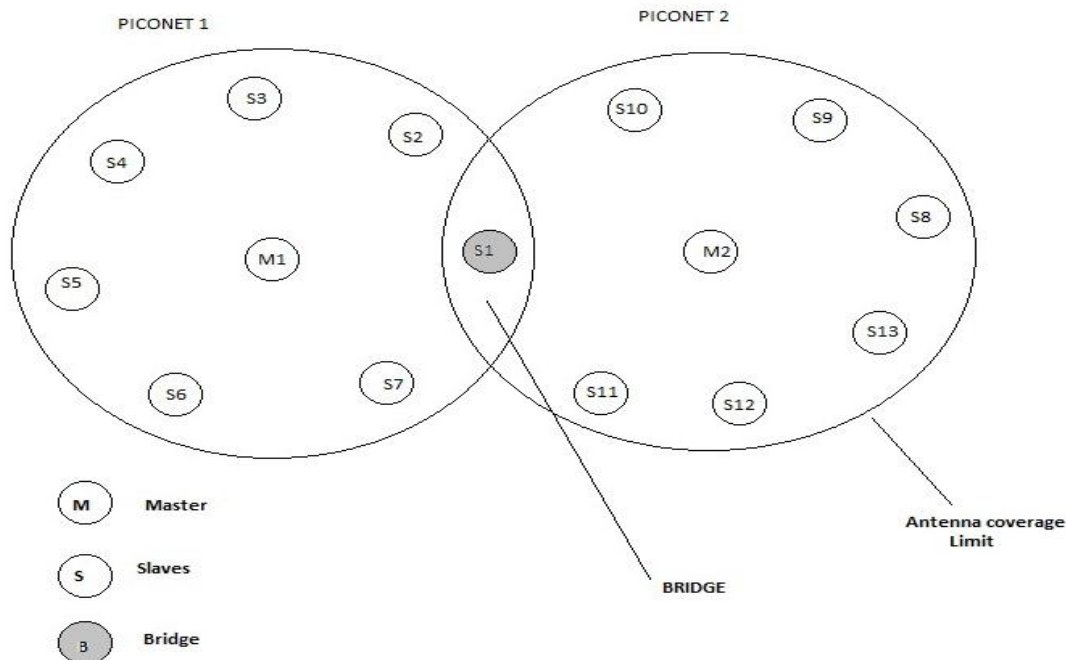 PICONET 1
PICONET 2
S3
S10
S9
S2
S4
S8
S1
M1
M2
S5
S13
S7
S6
S11
S12
M
Master
Antenna coverage
Limit
S
Slaves
BRIDGE
B
Bridge